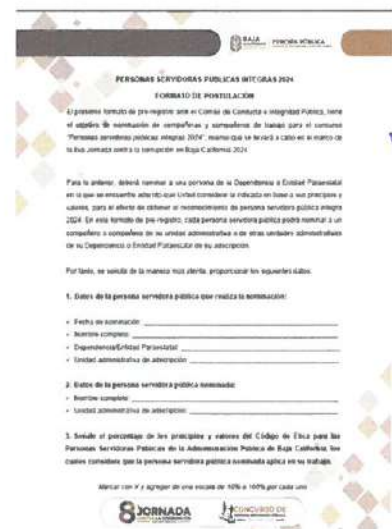 BAJA
FUNCIÓN PÚBLICA
PERSONAS SERVIDORAS PÚBLICAS ÍNTEGRAS 2024
FORMATO DE POSTULACIÓN
El presente formato de pre-registro ante el Comité de Conducta e Integridad Pública, tiene
el objetivo de nominación de compañeras y compañeros de trabajo para el concurso
"Personas servidoras públicas íntegras 2024", mismo que se llevará a cabo en el marco de
la 8va Jornada contra la corrupción en Baja California 2024.
Para lo anterior, deberá nominar a una persona de la Dependencia o Entidad Paraestatal
en la que se encuentre adscrito que Usted considere la indicada en base a sus principios y
valores, para el efecto de obtener el reconocimiento de persona servidora pública íntegra
2024. En este formato de pre-registro, cada persona servidora pública podrá nominar a un
compañero o compañera de su unidad administrativa o de otras unidades administrativas
de su Dependencia o Entidad Paraestatal de su adscripción.
Por tanto, se solicita de la manera más atenta, proporcionar los siguientes datos:
1. Datos de la persona servidora pública que realiza la nominación:
- Fecha de nominación:
- Nombre completo:
- Dependencia/Entidad Paraestatal:
- Unidad administrativa de adscripción:
2. Datos de la persona servidora pública nominada:
- Nombre completo:
- Unidad administrativa de adscripción:
3. Señale el porcentaje de los principios y valores del Código de Ética para las
Personas Servidoras Públicas de la Administración Pública de Baja California, los
cuales considera que la persona servidora pública nominada aplica en su trabajo.
Marcar con X y agregar de una escala de 10% a 100% por cada uno
8 JORNADA
CONCURSO DE